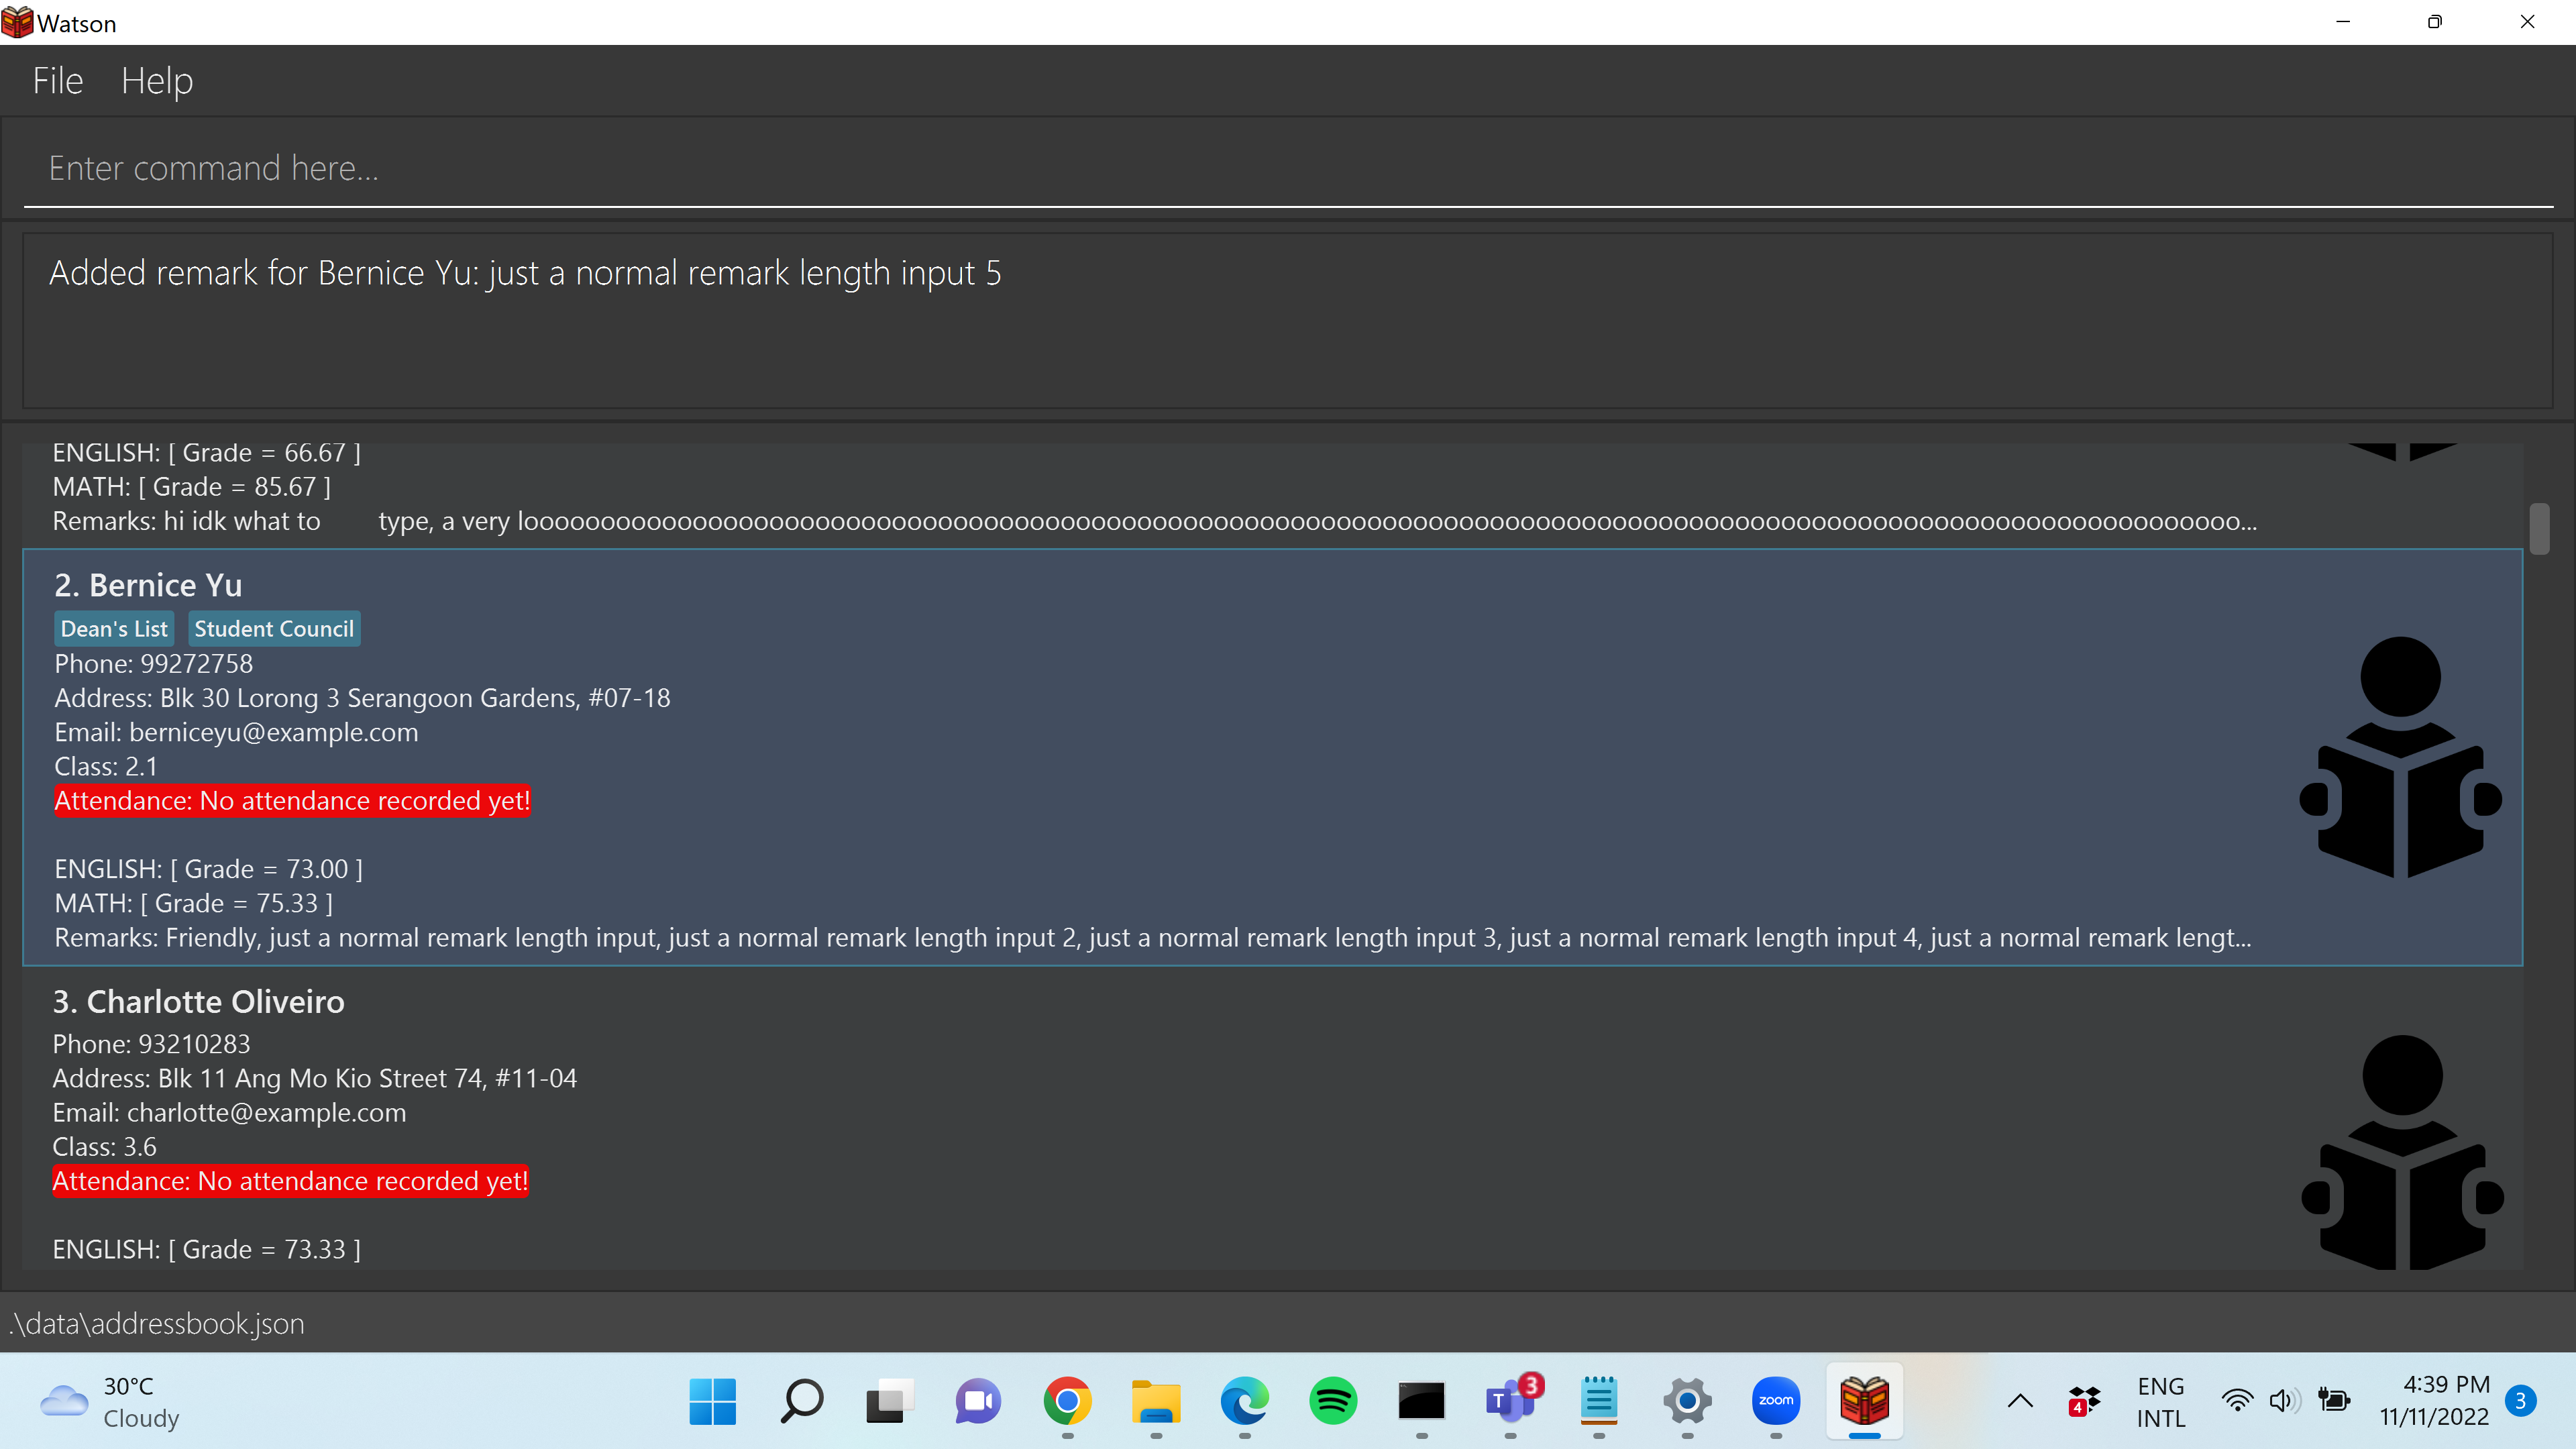 Watson
File Help
Enter command here...
Added remark for Bernice Yu: just a normal remark length input 5
ENGLISH: [ Grade = 66.67 ]
MATH: [ Grade = 85.67 ]
Remarks: hi idk what to type, a very looooooooooooooooooooooooooooooooooooooooooooooooooooooooooooooooooooooooooooooooooooooooooooo...
2. Bernice Yu
Dean's List Student Council
Phone: 99272758
Address: Blk 30 Lorong 3 Serangoon Gardens, #07-18
Email: berniceyu@example.com
Class: 2.1
Attendance: No attendance recorded yet!
ENGLISH: [ Grade = 73.00 ]
MATH: [ Grade = 75.33 ]
Remarks: Friendly, just a normal remark length input, just a normal remark length input 2, just a normal remark length input 3, just a normal remark length input 4, just a normal remark lengt...
3. Charlotte Oliveiro
Phone: 93210283
Address: Blk 11 Ang Mo Kio Street 74, #11-04
Email: charlotte@example.com
Class: 3.6
Attendance: No attendance recorded yet!
ENGLISH: [ Grade = 73.33 ]
.\data\addressbook.json
30°C
Cloudy
T 3
zoom
4
ENG
INTL
4:39 PM
11/11/2022
3